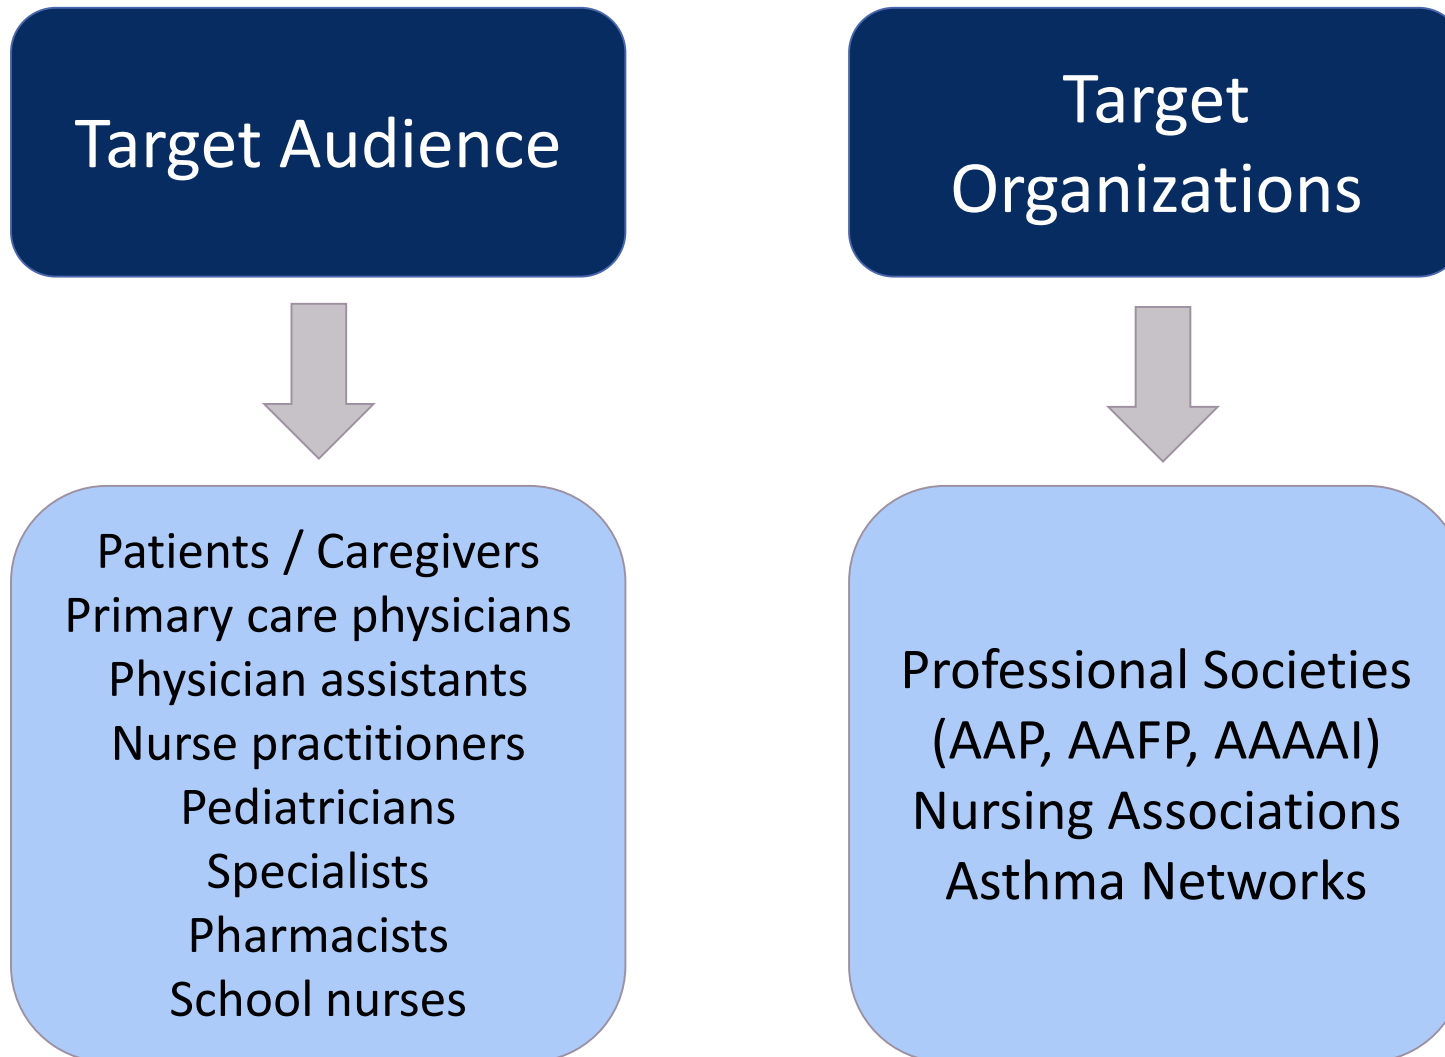 Target Audience
Patients / Caregivers
Primary care physicians
Physician assistants
Nurse practitioners
Pediatricians
Specialists
Pharmacists
School nurses
Target
Organizations
Professional Societies
(AAP, AAFP, AAAAI)
Nursing Associations
Asthma Networks